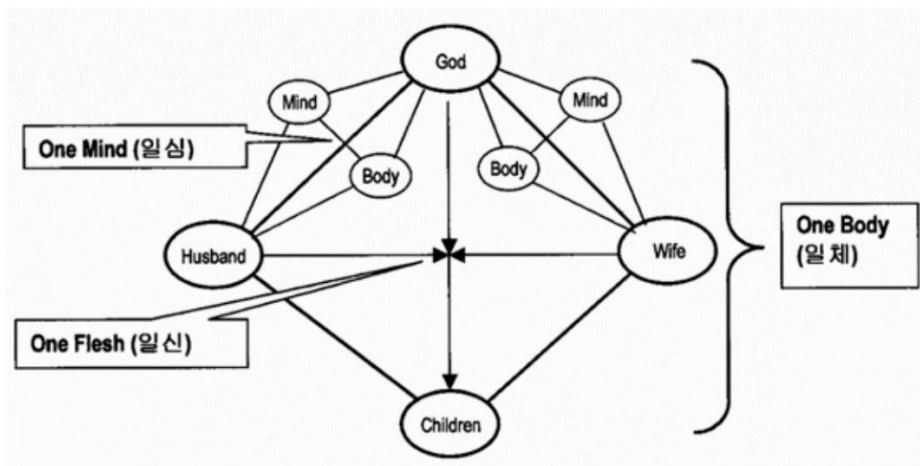 God
Mind
Mind
One Mind (일심)
Body
Body
Husband
Wife
One Body
(일체)
One Flesh (일신)
Children